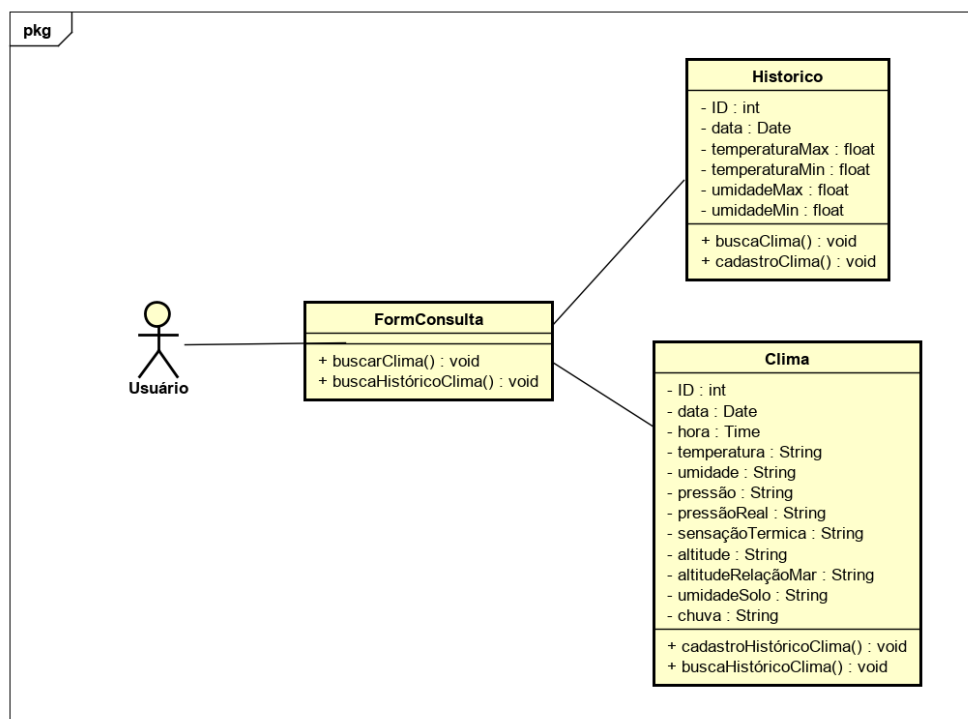 pkg
Historico
- ID : int
- data : Date
- temperaturaMax : float
- temperaturaMin : float
- umidadeMax : float
- umidadeMin : float
+ buscaClima() : void
+ cadastroClima() : void
Usuário
FormConsulta
+ buscarClima() : void
+ buscaHistóricoClima() : void
Clima
- ID : int
- data : Date
- hora : Time
- temperatura : String
- umidade : String
- pressão : String
- pressãoReal : String
- sensaçãoTermica : String
- altitude : String
- altitudeRelaçãoMar : String
- umidadeSolo : String
- chuva : String
+ cadastroHistóricoClima() : void
+ buscaHistóricoClima() : void